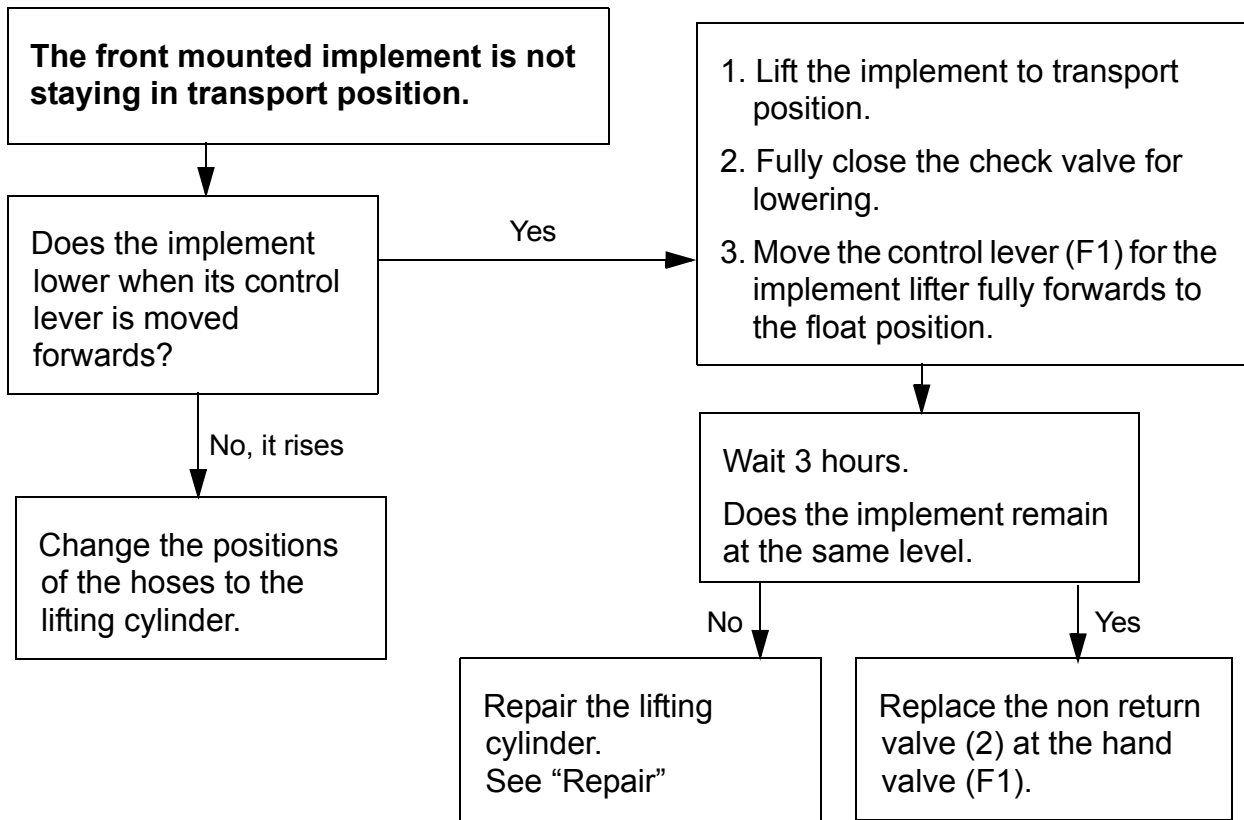 The front mounted implement is not
staying in transport position.
Does the implement
lower when its control
lever is moved
forwards?
Yes
1. Lift the implement to transport
position.
2. Fully close the check valve for
lowering.
3. Move the control lever (F1) for the
implement lifter fully forwards to
the float position.
No, it rises
Change the positions
of the hoses to the
lifting cylinder.
Wait 3 hours.
Does the implement remain
at the same level.
No
Yes
Repair the lifting
cylinder.
See “Repair”
Replace the non return
valve (2) at the hand
valve (F1).